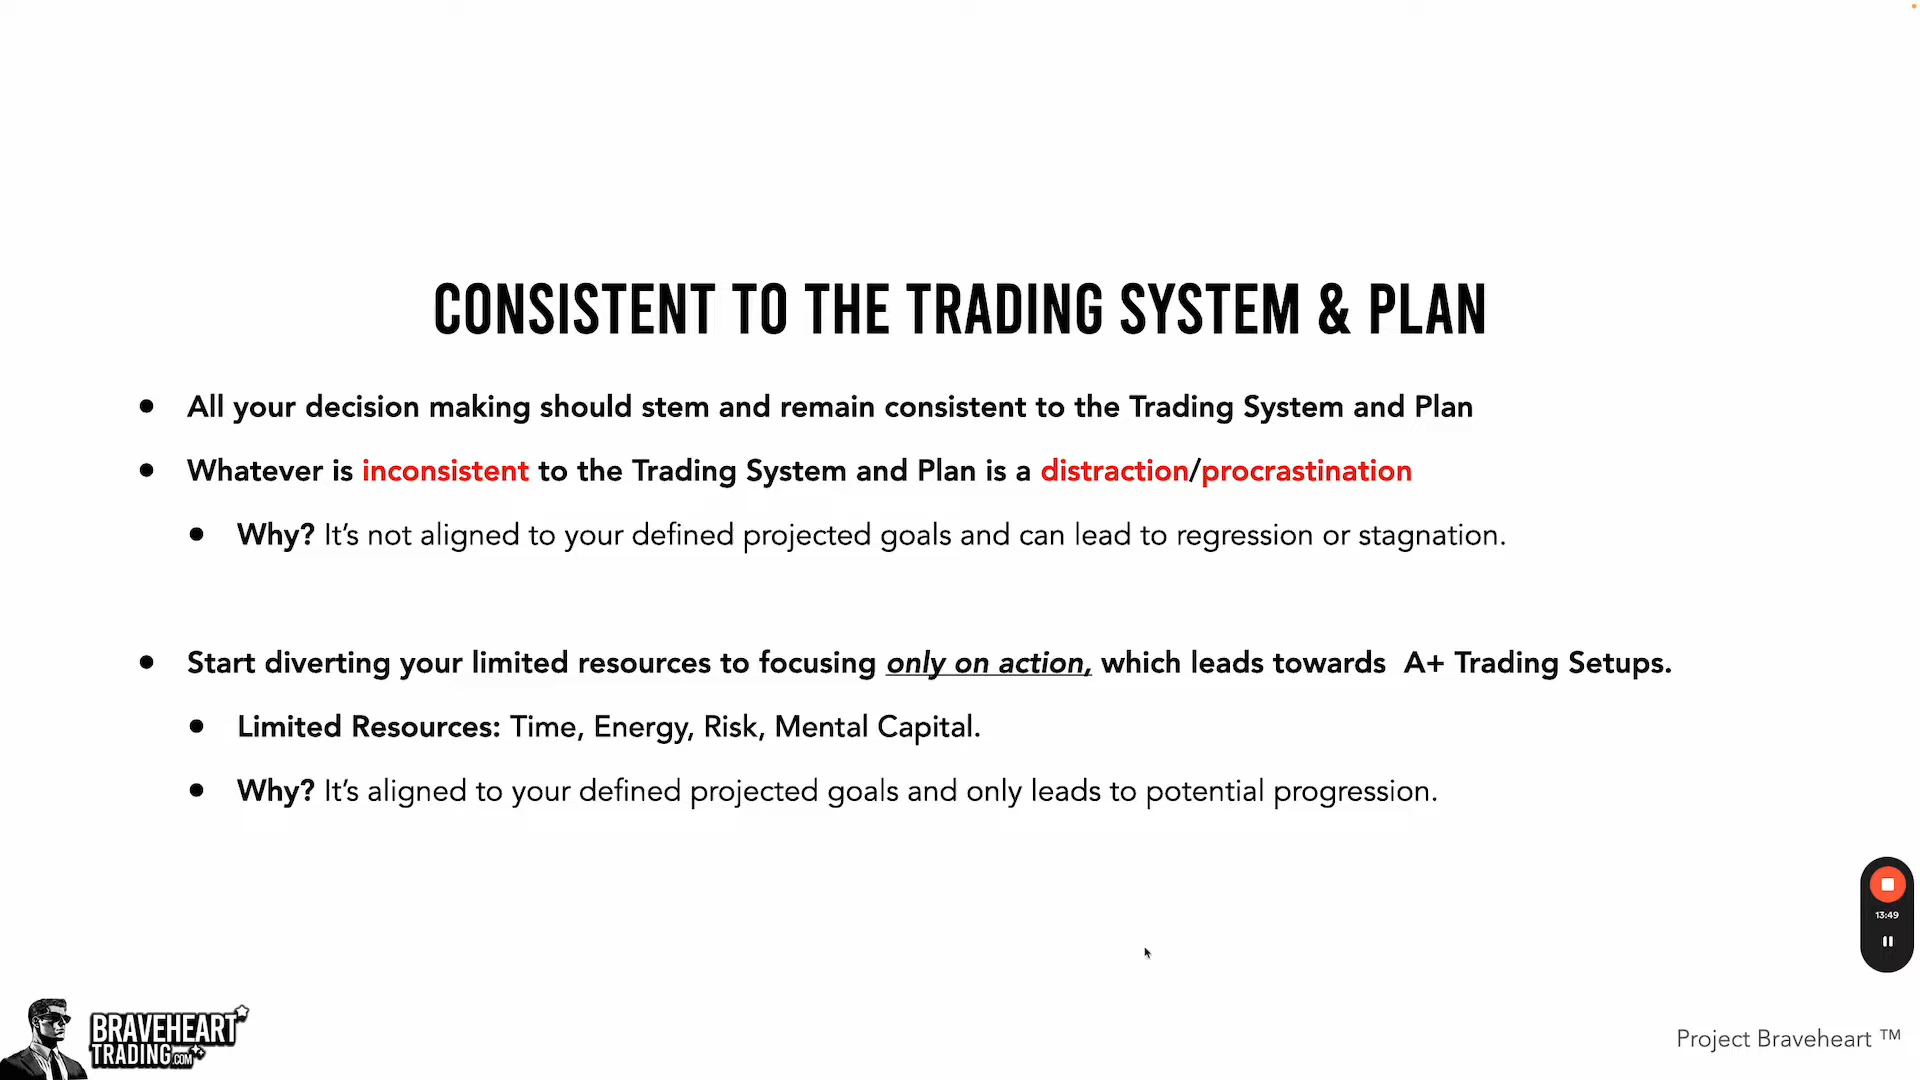 CONSISTENT TO THE TRADING SYSTEM & PLAN
• All your decision making should stem and remain consistent to the Trading System and Plan
• Whatever is inconsistent to the Trading System and Plan is a distraction/procrastination
• Why? It's not aligned to your defined projected goals and can lead to regression or stagnation.
• Start diverting your limited resources to focusing only on action, which leads towards  A+ Trading Setups.
• Limited Resources: Time, Energy, Risk, Mental Capital.
• Why? It's aligned to your defined projected goals and only leads to potential progression.
13:49
BRAVEHEART
TRADING.COM
Project Braveheart ™